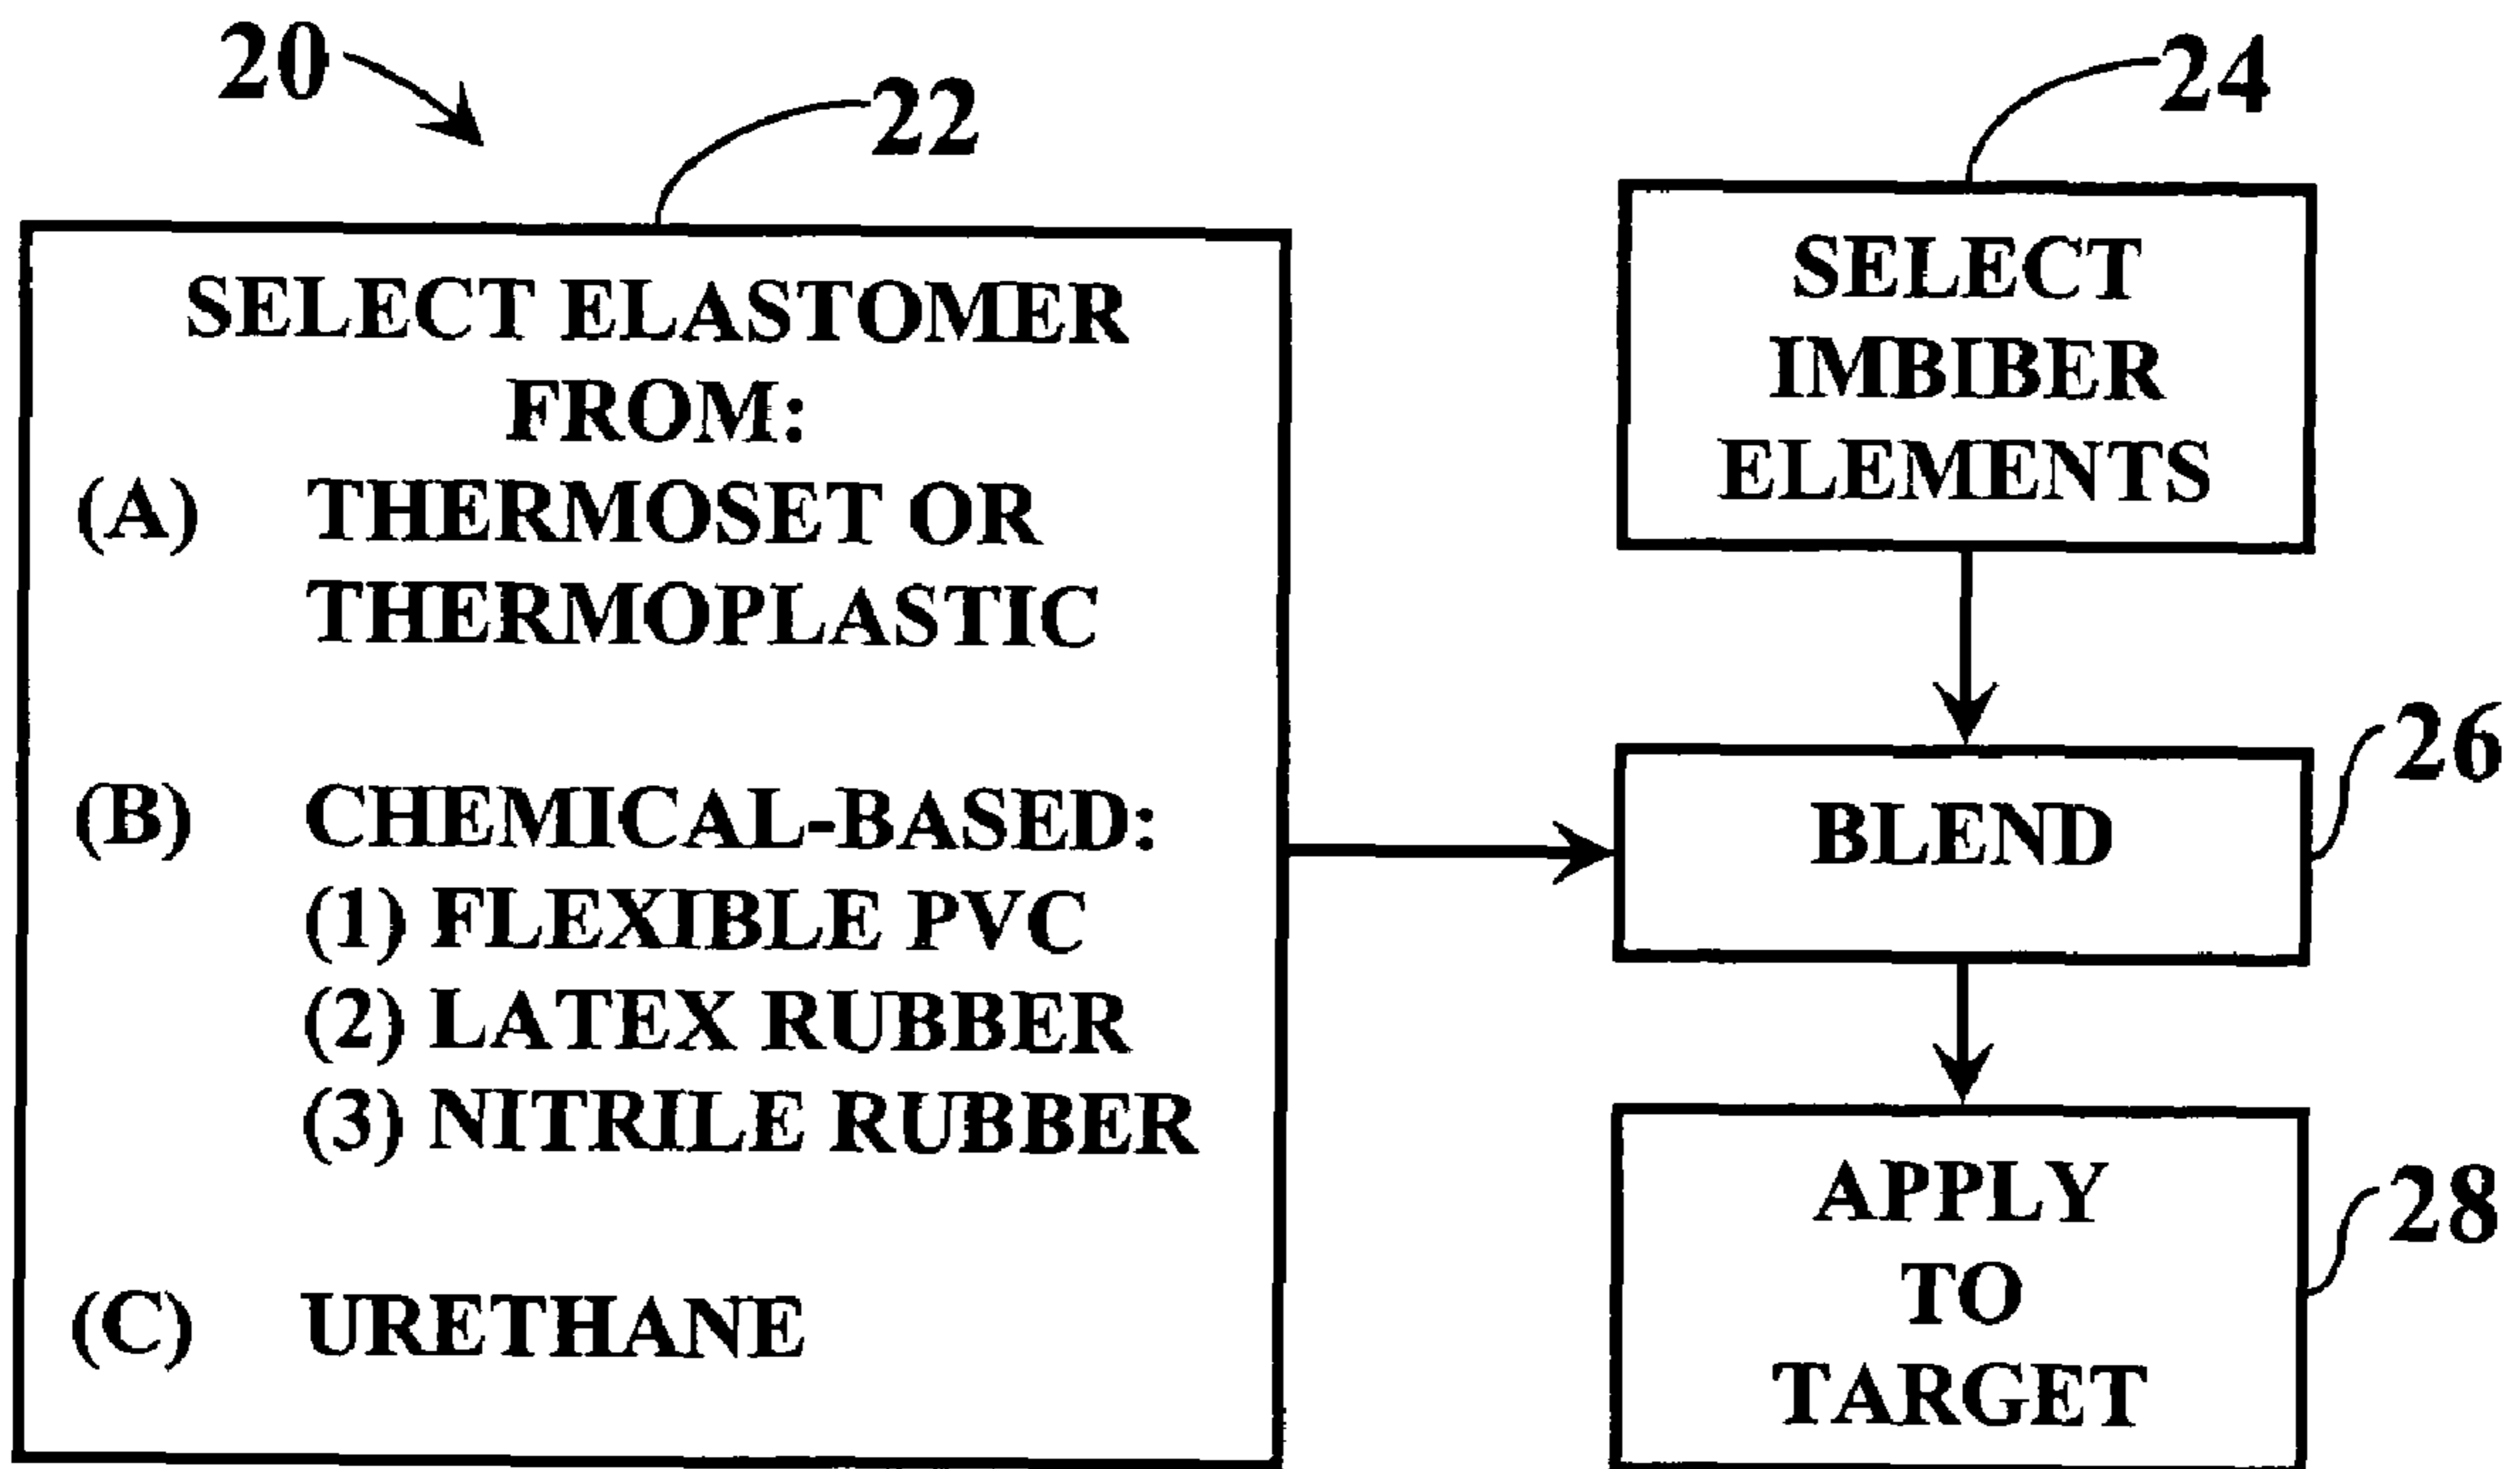 20
22
SELECT ELASTOMER
FROM:
(A) THERMOSET OR
THERMOPLASTIC
(B) CHEMICAL-BASED:
(1) FLEXIBLE PVC
(2) LATEX RUBBER
(3) NITRILE RUBBER
(C) URETHANE
24
SELECT
IMBIBER
ELEMENTS
26
BLEND
28
APPLY
TO
TARGET